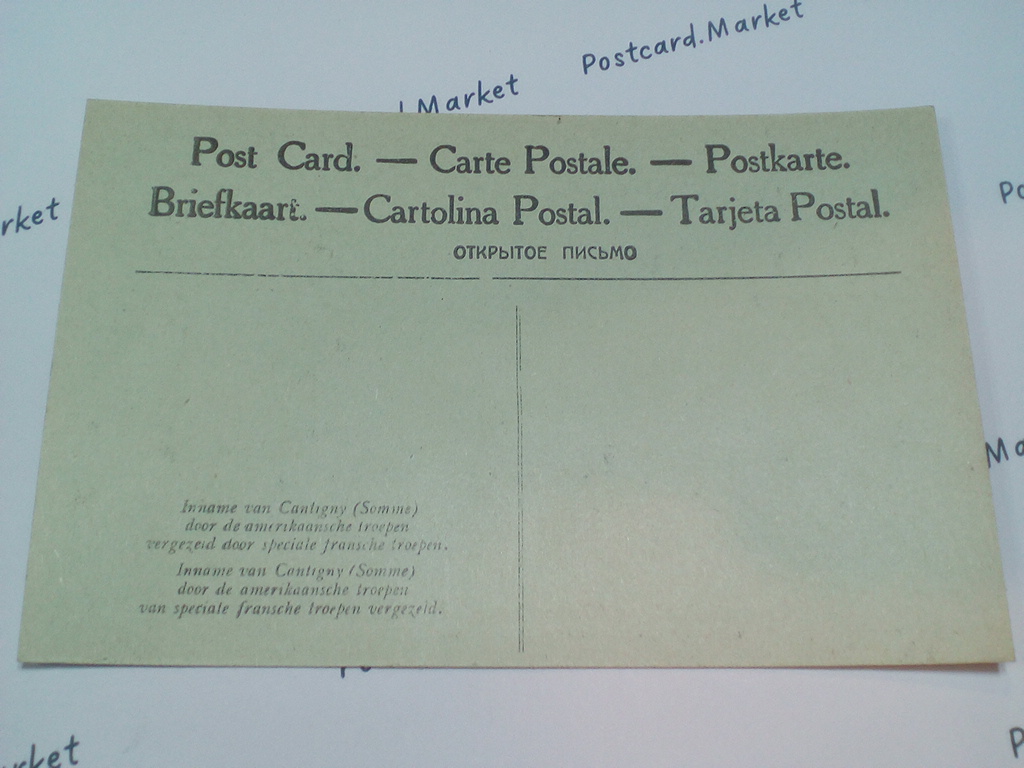 Postcard.Market
Market
rket
Post Card. — Carte Postale. — Postkarte.
Briefkaart. — Cartolina Postal. — Tarjeta Postal.
ОТКРЫТОЕ ПИСЬМО
Inname van Cantigny (Somme)
door de amerikaansche troepen
vergezeld door speciale fransche troepen.
Inname van Cantigny (Somme)
door de amerikaansche troepen
van speciale fransche troepen vergezeld.
rket